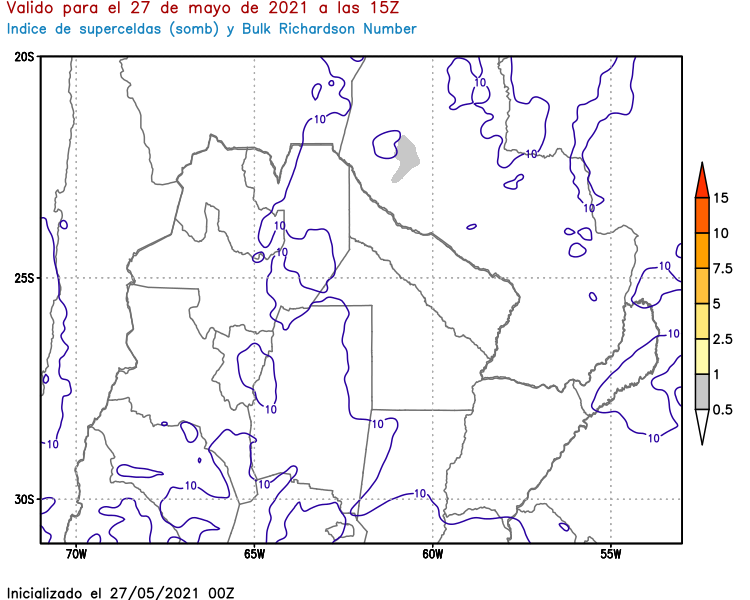 Valido para el 27 de mayo de 2021 a las 15Z
Indice de superceldas (somb) y Bulk Richardson Number
20S
10
10
10
10
15
10
10
10
10
25S
7.5
5
10
2.5
1
10
0.5
10
10
10
10
10
10
30S
70W
65W
60W
55W
Inicializado el 27/05/2021 00Z